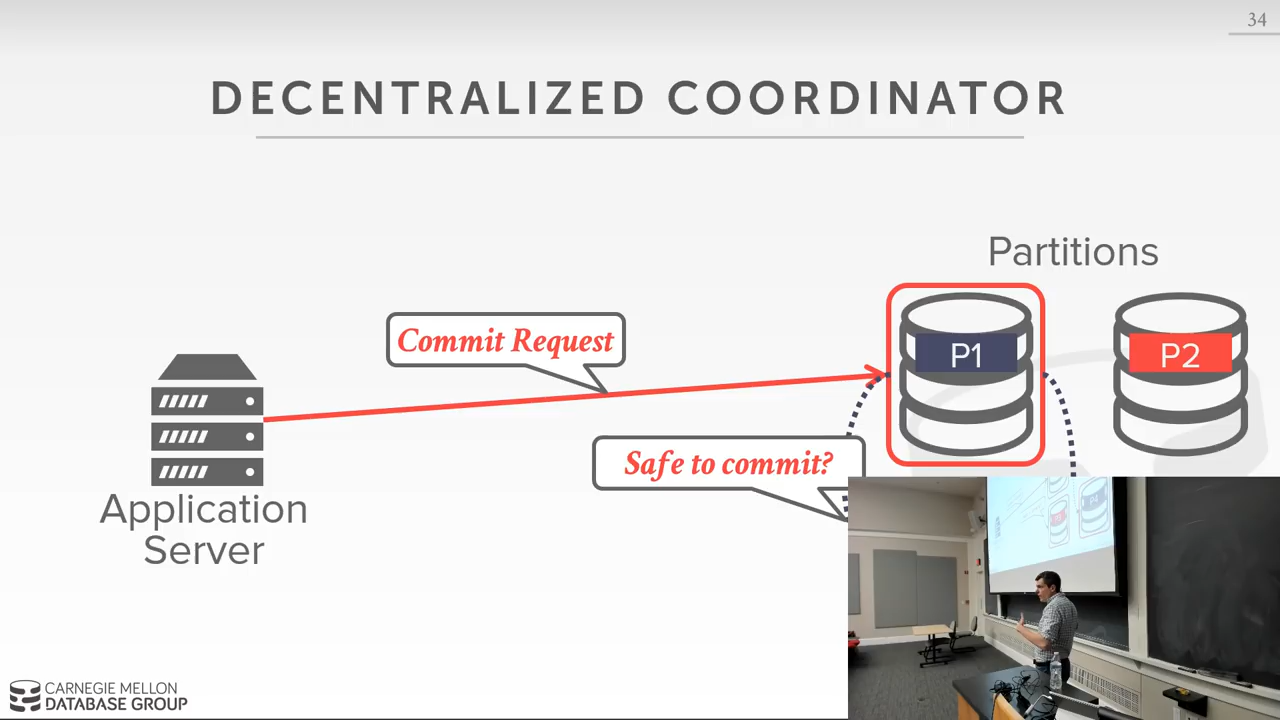 34
DECENTRALIZED COORDINATOR
Partitions
Commit Request
P1
P2
Safe to commit?
Application
Server
CARNEGIE MELLON
DATABASE GROUP